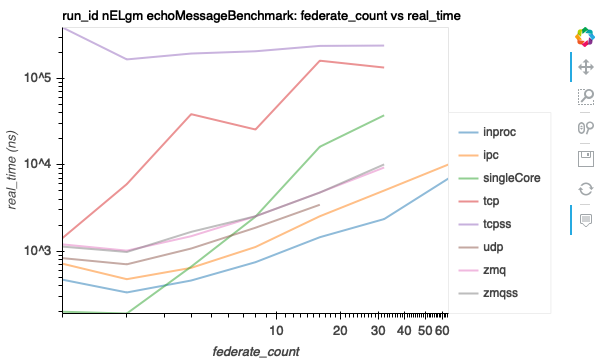 run_id nELgm echoMessageBenchmark: federate_count vs real_time
real_time (ns)
10^5
10^4
10^3
10
20
30
40
50
60
federate_count
inproc
ipc
singleCore
tcp
tcpss
udp
zmq
zmqss